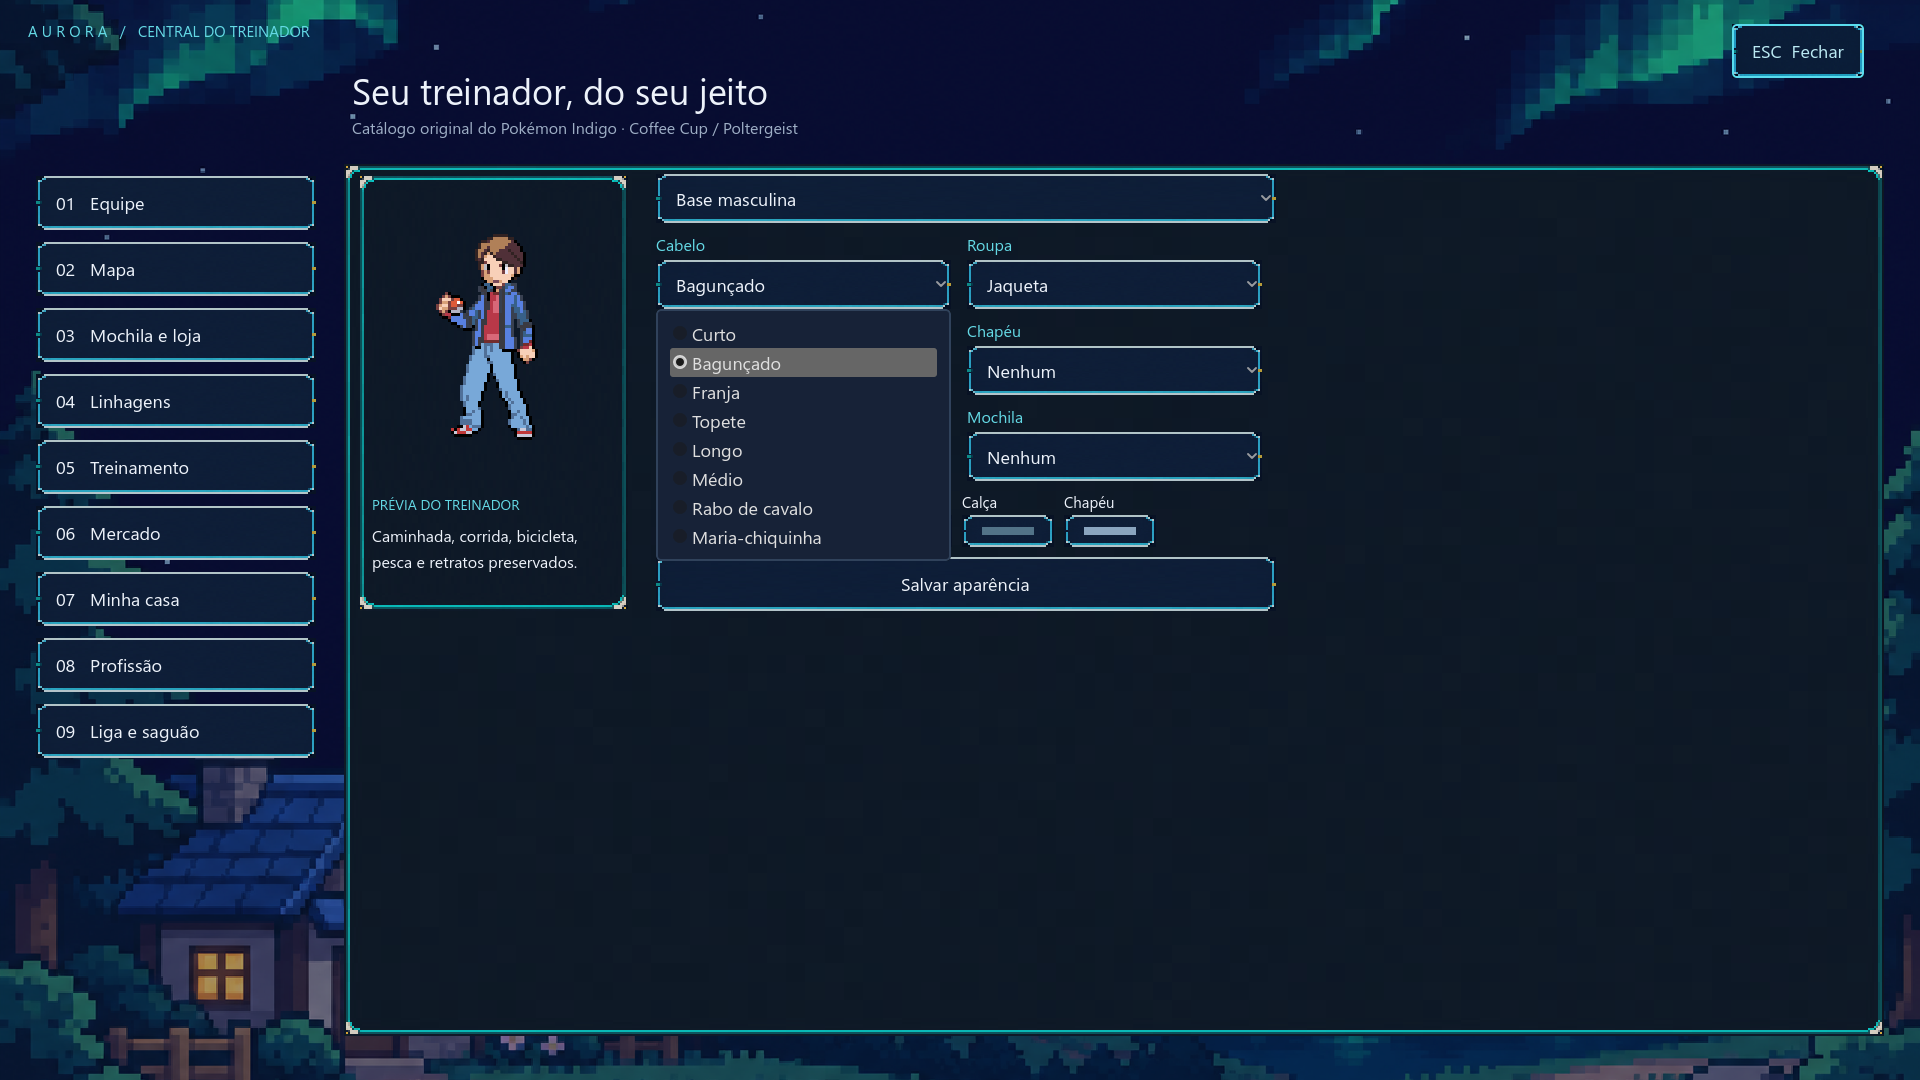 AURORA / CENTRAL DO TREINADOR
ESC Fechar
Seu treinador, do seu jeito
Catálogo original do Pokémon Indigo · Coffee Cup / Poltergeist
01 Equipe
02 Mapa
03 Mochila e loja
04 Linhagens
05 Treinamento
06 Mercado
07 Minha casa
08 Profissão
09 Liga e saguão
PRÉVIA DO TREINADOR
Caminhada, corrida, bicicleta,
pesca e retratos preservados.
Base masculina
Cabelo
Bagunçado
Curto
Bagunçado
Franja
Topete
Longo
Médio
Rabo de cavalo
Maria-chiquinha
Roupa
Jaqueta
Chapéu
Nenhum
Mochila
Nenhum
Calça
Chapéu
Salvar aparência